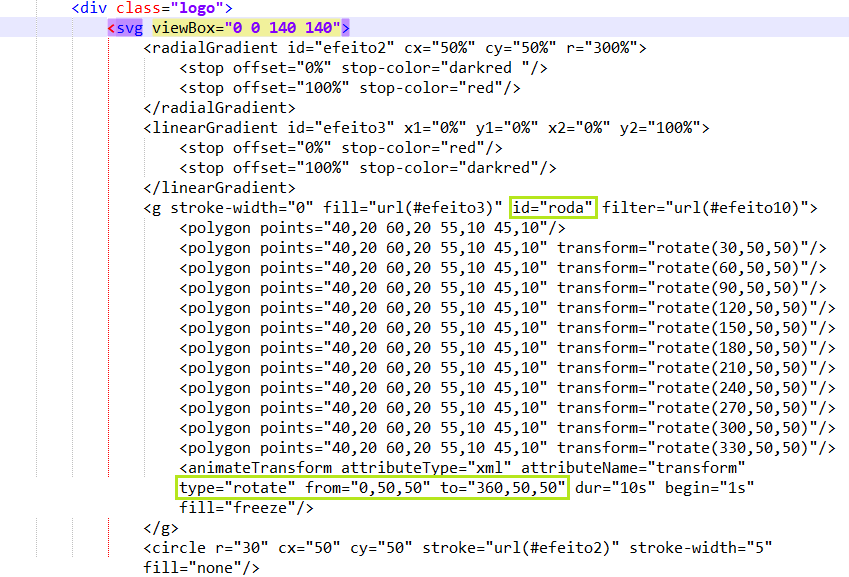 <div class="logo">
<svg viewBox="0 0 140 140">
<radialGradient id="efeito2" cx="50%" cy="50%" r="300%">
<stop offset="0%" stop-color="darkred "/>
<stop offset="100%" stop-color="red"/>
</radialGradient>
<linearGradient id="efeito3" x1="0%" y1="0%" x2="0%" y2="100%">
<stop offset="0%" stop-color="red"/>
<stop offset="100%" stop-color="darkred"/>
</linearGradient>
<g stroke-width="0" fill="url(#efeito3)" id="roda" filter="url(#efeito10)">
<polygon points="40,20 60,20 55,10 45,10"/>
<polygon points="40,20 60,20 55,10 45,10" transform="rotate(30,50,50)"/>
<polygon points="40,20 60,20 55,10 45,10" transform="rotate(60,50,50)"/>
<polygon points="40,20 60,20 55,10 45,10" transform="rotate(90,50,50)"/>
<polygon points="40,20 60,20 55,10 45,10" transform="rotate(120,50,50)"/>
<polygon points="40,20 60,20 55,10 45,10" transform="rotate(150,50,50)"/>
<polygon points="40,20 60,20 55,10 45,10" transform="rotate(180,50,50)"/>
<polygon points="40,20 60,20 55,10 45,10" transform="rotate(210,50,50)"/>
<polygon points="40,20 60,20 55,10 45,10" transform="rotate(240,50,50)"/>
<polygon points="40,20 60,20 55,10 45,10" transform="rotate(270,50,50)"/>
<polygon points="40,20 60,20 55,10 45,10" transform="rotate(300,50,50)"/>
<polygon points="40,20 60,20 55,10 45,10" transform="rotate(330,50,50)"/>
<animateTransform attributeType="xml" attributeName="transform"
type="rotate" from="0,50,50" to="360,50,50" dur="10s" begin="1s"
fill="freeze"/>
</g>
<circle r="30" cx="50" cy="50" stroke="url(#efeito2)" stroke-width="5"
fill="none"/>